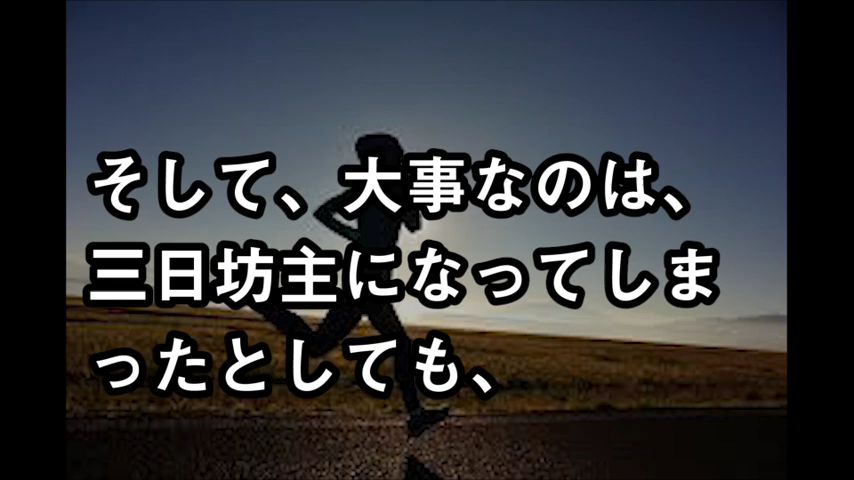 そして、大事なのは、
三日坊主になってしま
ったとしても、